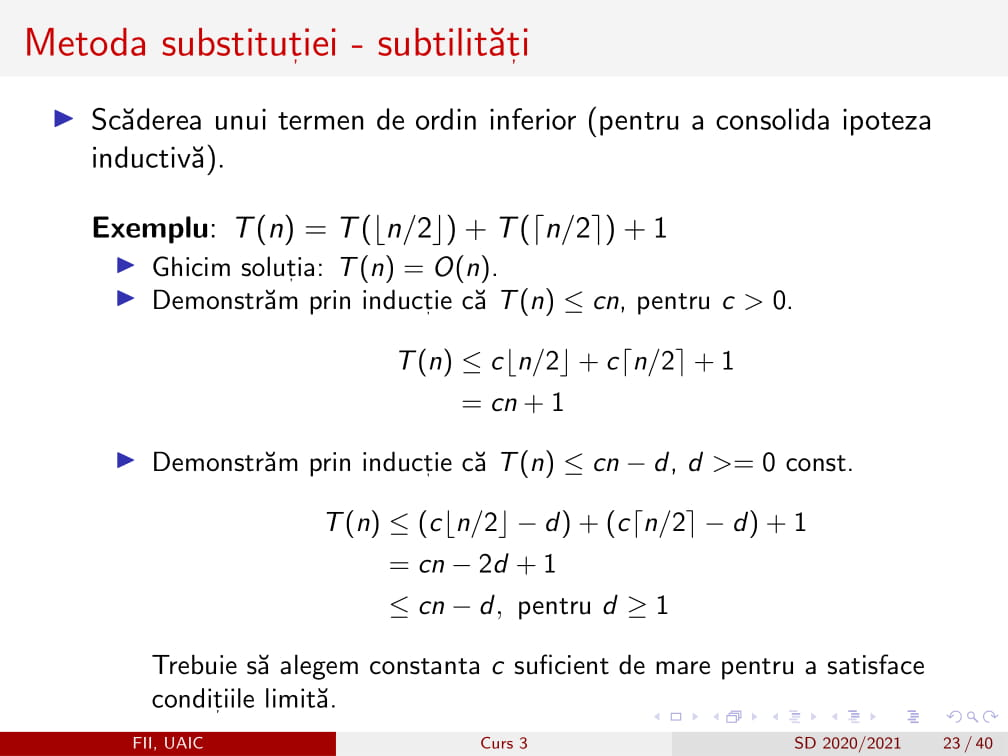 Metoda substituției - subtilități
▶ Scăderea unui termen de ordin inferior (pentru a consolida ipoteza
inductivă).
Exemplu: T(n) = T(⌊n/2⌋) + T(⌈n/2⌉) + 1
▶ Ghicim soluția: T(n) = O(n).
▶ Demonstrăm prin inducție că T(n) ≤ cn, pentru c > 0.
T(n) ≤ c⌊n/2⌋ + c⌈n/2⌉ + 1
= cn + 1
▶ Demonstrăm prin inducție că T(n) ≤ cn − d, d >= 0 const.
T(n) ≤ (c⌊n/2⌋ − d) + (c⌈n/2⌉ − d) + 1
= cn − 2d + 1
≤ cn − d, pentru d ≥ 1
Trebuie să alegem constanta c suficient de mare pentru a satisface
condițiile limită.
FII, UAIC Curs 3 SD 2020/2021 23 / 40